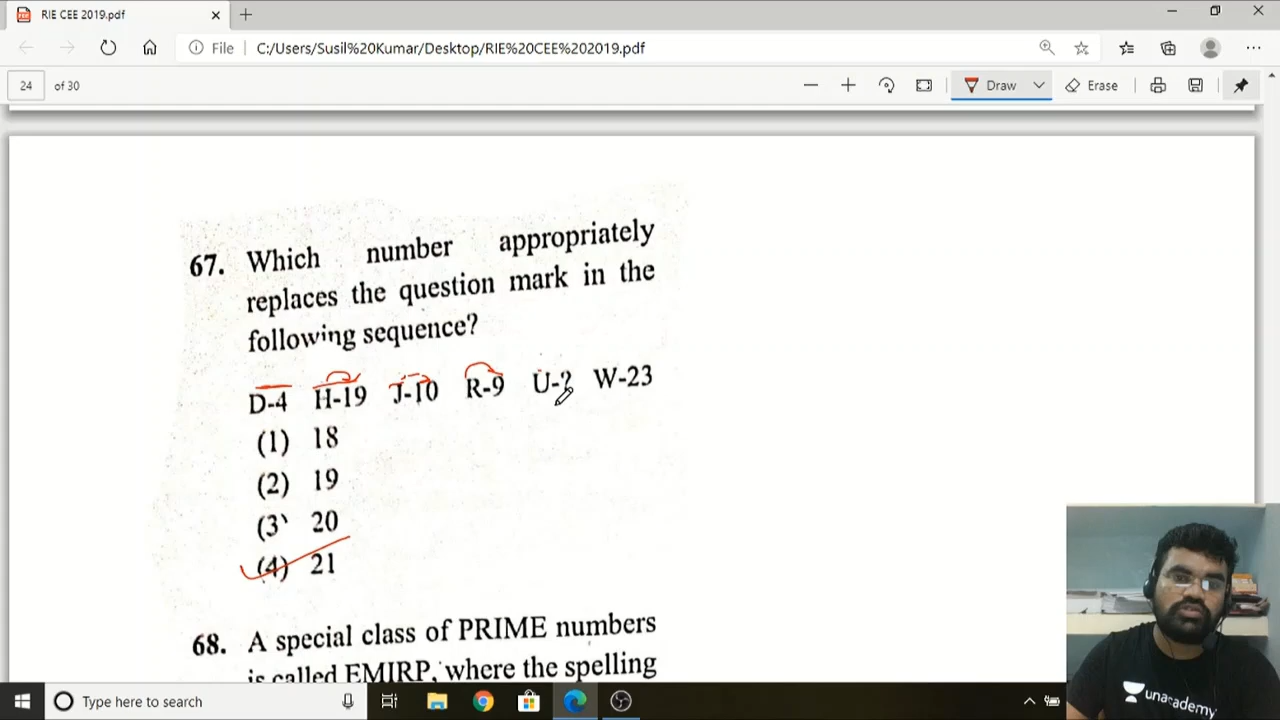 RIE CEE 2019.pdf
File C:/Users/Susil%20Kumar/Desktop/RIE%20CEE%202019.pdf
24 of 30 Draw Erase
67. Which number appropriately
replaces the question mark in the
following sequence?
D-4 H-19 J-10 R-9 U-? W-23
(1) 18
(2) 19
(3) 20
(4) 21
68. A special class of PRIME numbers
is called EMIRP, where the spelling
unacademy
Type here to search